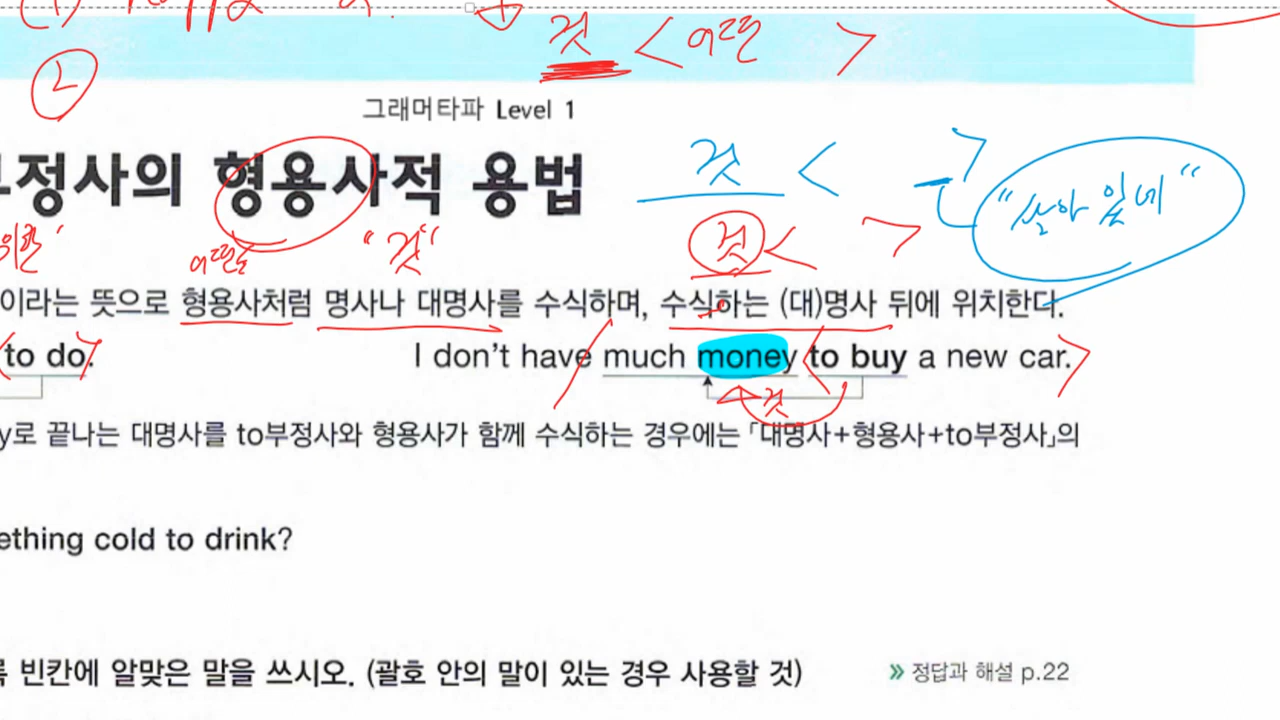 것 < 어떤 >
그래머타파 Level 1
부정사의 형용사적 용법
것 < >
"살아 있네"
어떤
"것"
것 < >
이라는 뜻으로 형용사처럼 명사나 대명사를 수식하며, 수식하는 (대)명사 뒤에 위치한다.
to do.
I don't have much money to buy a new car.
것
y로 끝나는 대명사를 to부정사와 형용사가 함께 수식하는 경우에는 「대명사+형용사+to부정사」의
ething cold to drink?
록 빈칸에 알맞은 말을 쓰시오. (괄호 안의 말이 있는 경우 사용할 것)
» 정답과 해설 p.22